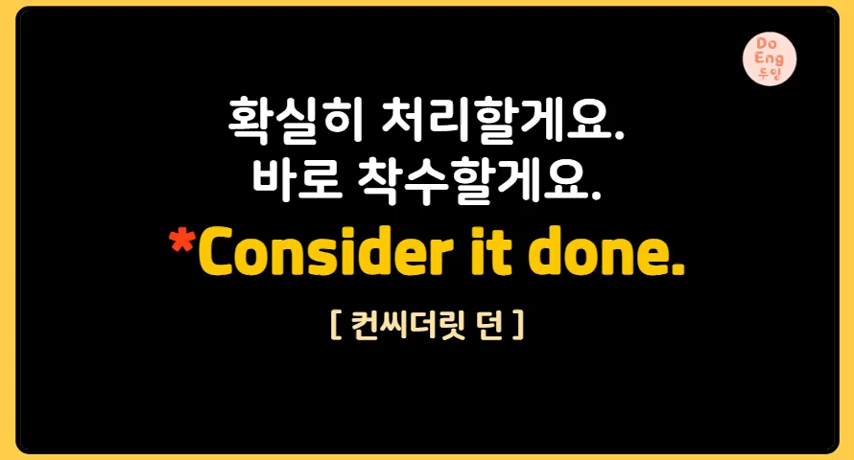 Do
Eng
두잉
확실히 처리할게요.
바로 착수할게요.
*Consider it done.
[ 컨씨더릿 던 ]